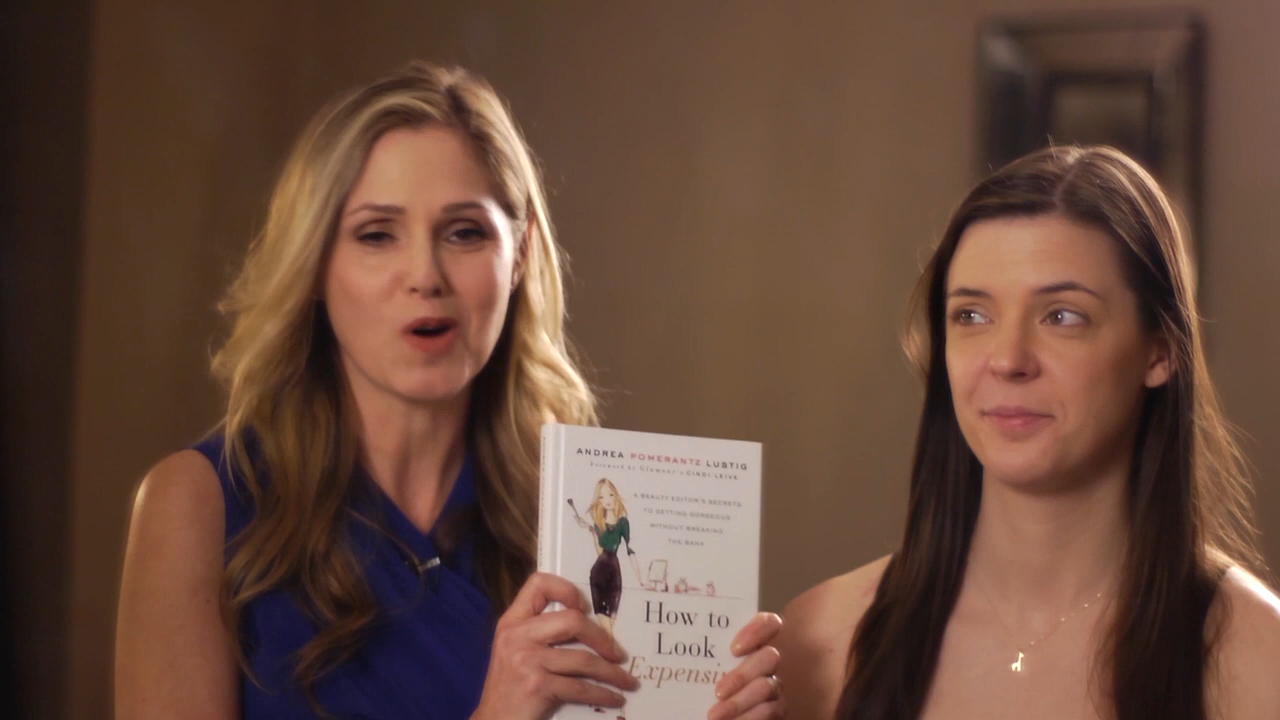 ANDREA POMERANTZ LUSTIG
Foreword by Glamour's CINDI LEIVE
A BEAUTY EDITOR'S SECRETS
TO GETTING GORGEOUS
WITHOUT BREAKING
THE BANK
How to
Look
Expensi